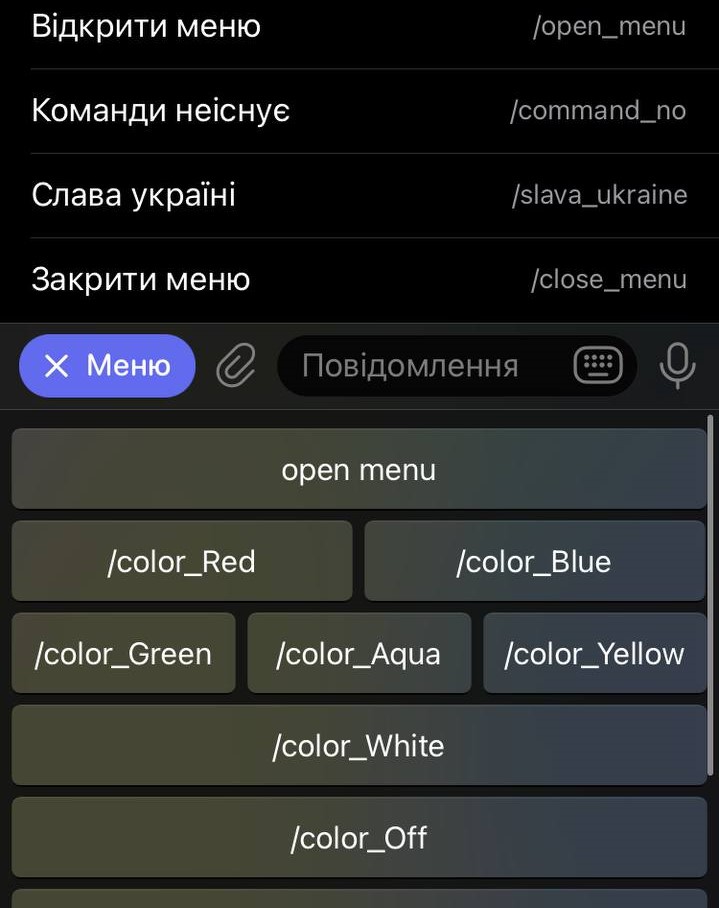 Відкрити меню /open_menu
Команди неіснує /command_no
Слава україні /slava_ukraine
Закрити меню /close_menu
Меню Повідомлення
open menu
/color_Red /color_Blue
/color_Green /color_Aqua /color_Yellow
/color_White
/color_Off